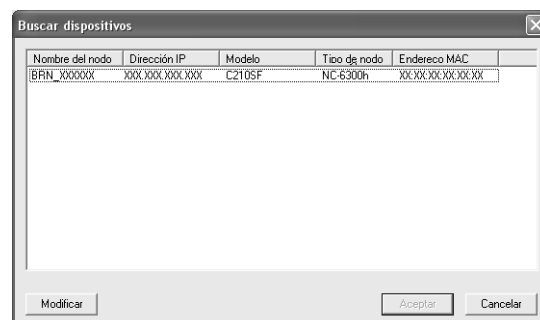 Buscar dispositivos
Nombre del nodo Dirección IP Modelo Tipo de nodo Endereco MAC
BRN_XXXXXX XXX.XXX.XXX.XXX C210SF NC-6300h XX:XX:XX:XX:XX:XX
Modificar Aceptar Cancelar